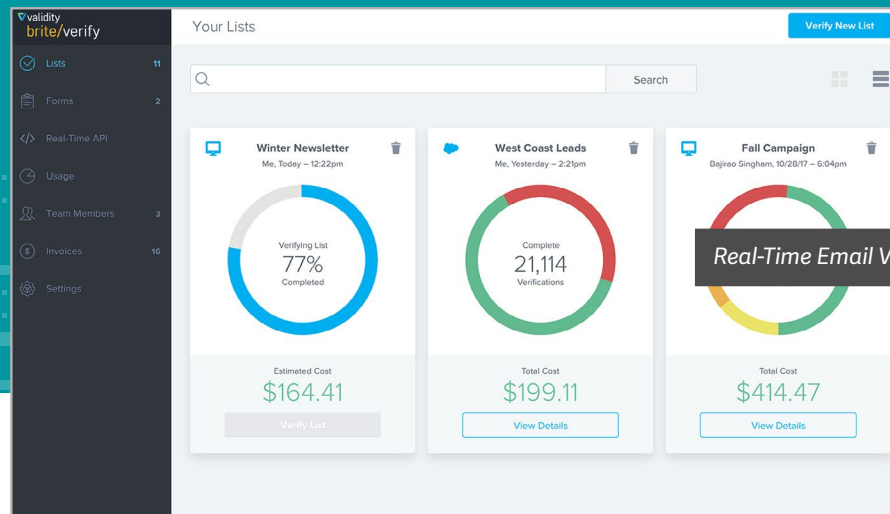 validity
brite/verify
Your Lists
Verify New List
Lists 11
Forms 2
</> Real-Time API
Usage
Team Members 3
Invoices 16
Settings
Search
Winter Newsletter
Me, Today – 12:22pm
Verifying List
77%
Completed
Estimated Cost
$164.41
Verify List
West Coast Leads
Me, Yesterday – 2:21pm
Complete
21,114
Verifications
Total Cost
$199.11
View Details
Fall Campaign
Bajirao Singham, 10/28/17 – 6:04pm
Real-Time Email V
Total Cost
$414.47
View Details